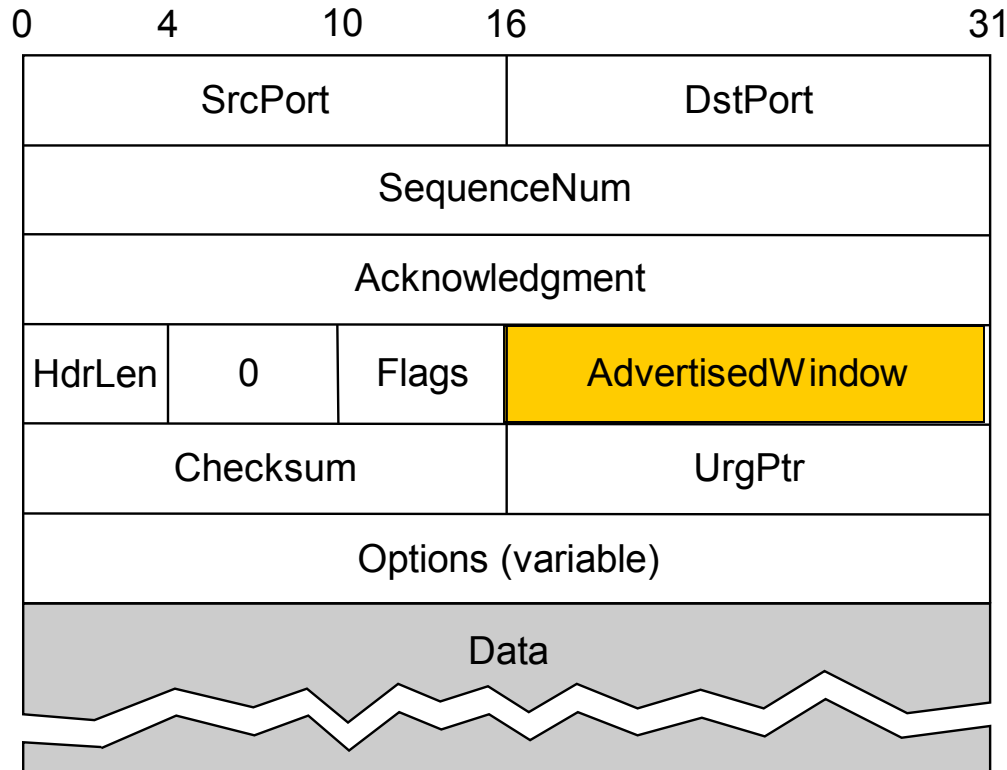 0 4 10 16 31
SrcPort DstPort
SequenceNum
Acknowledgment
HdrLen 0 Flags AdvertisedWindow
Checksum UrgPtr
Options (variable)
Data